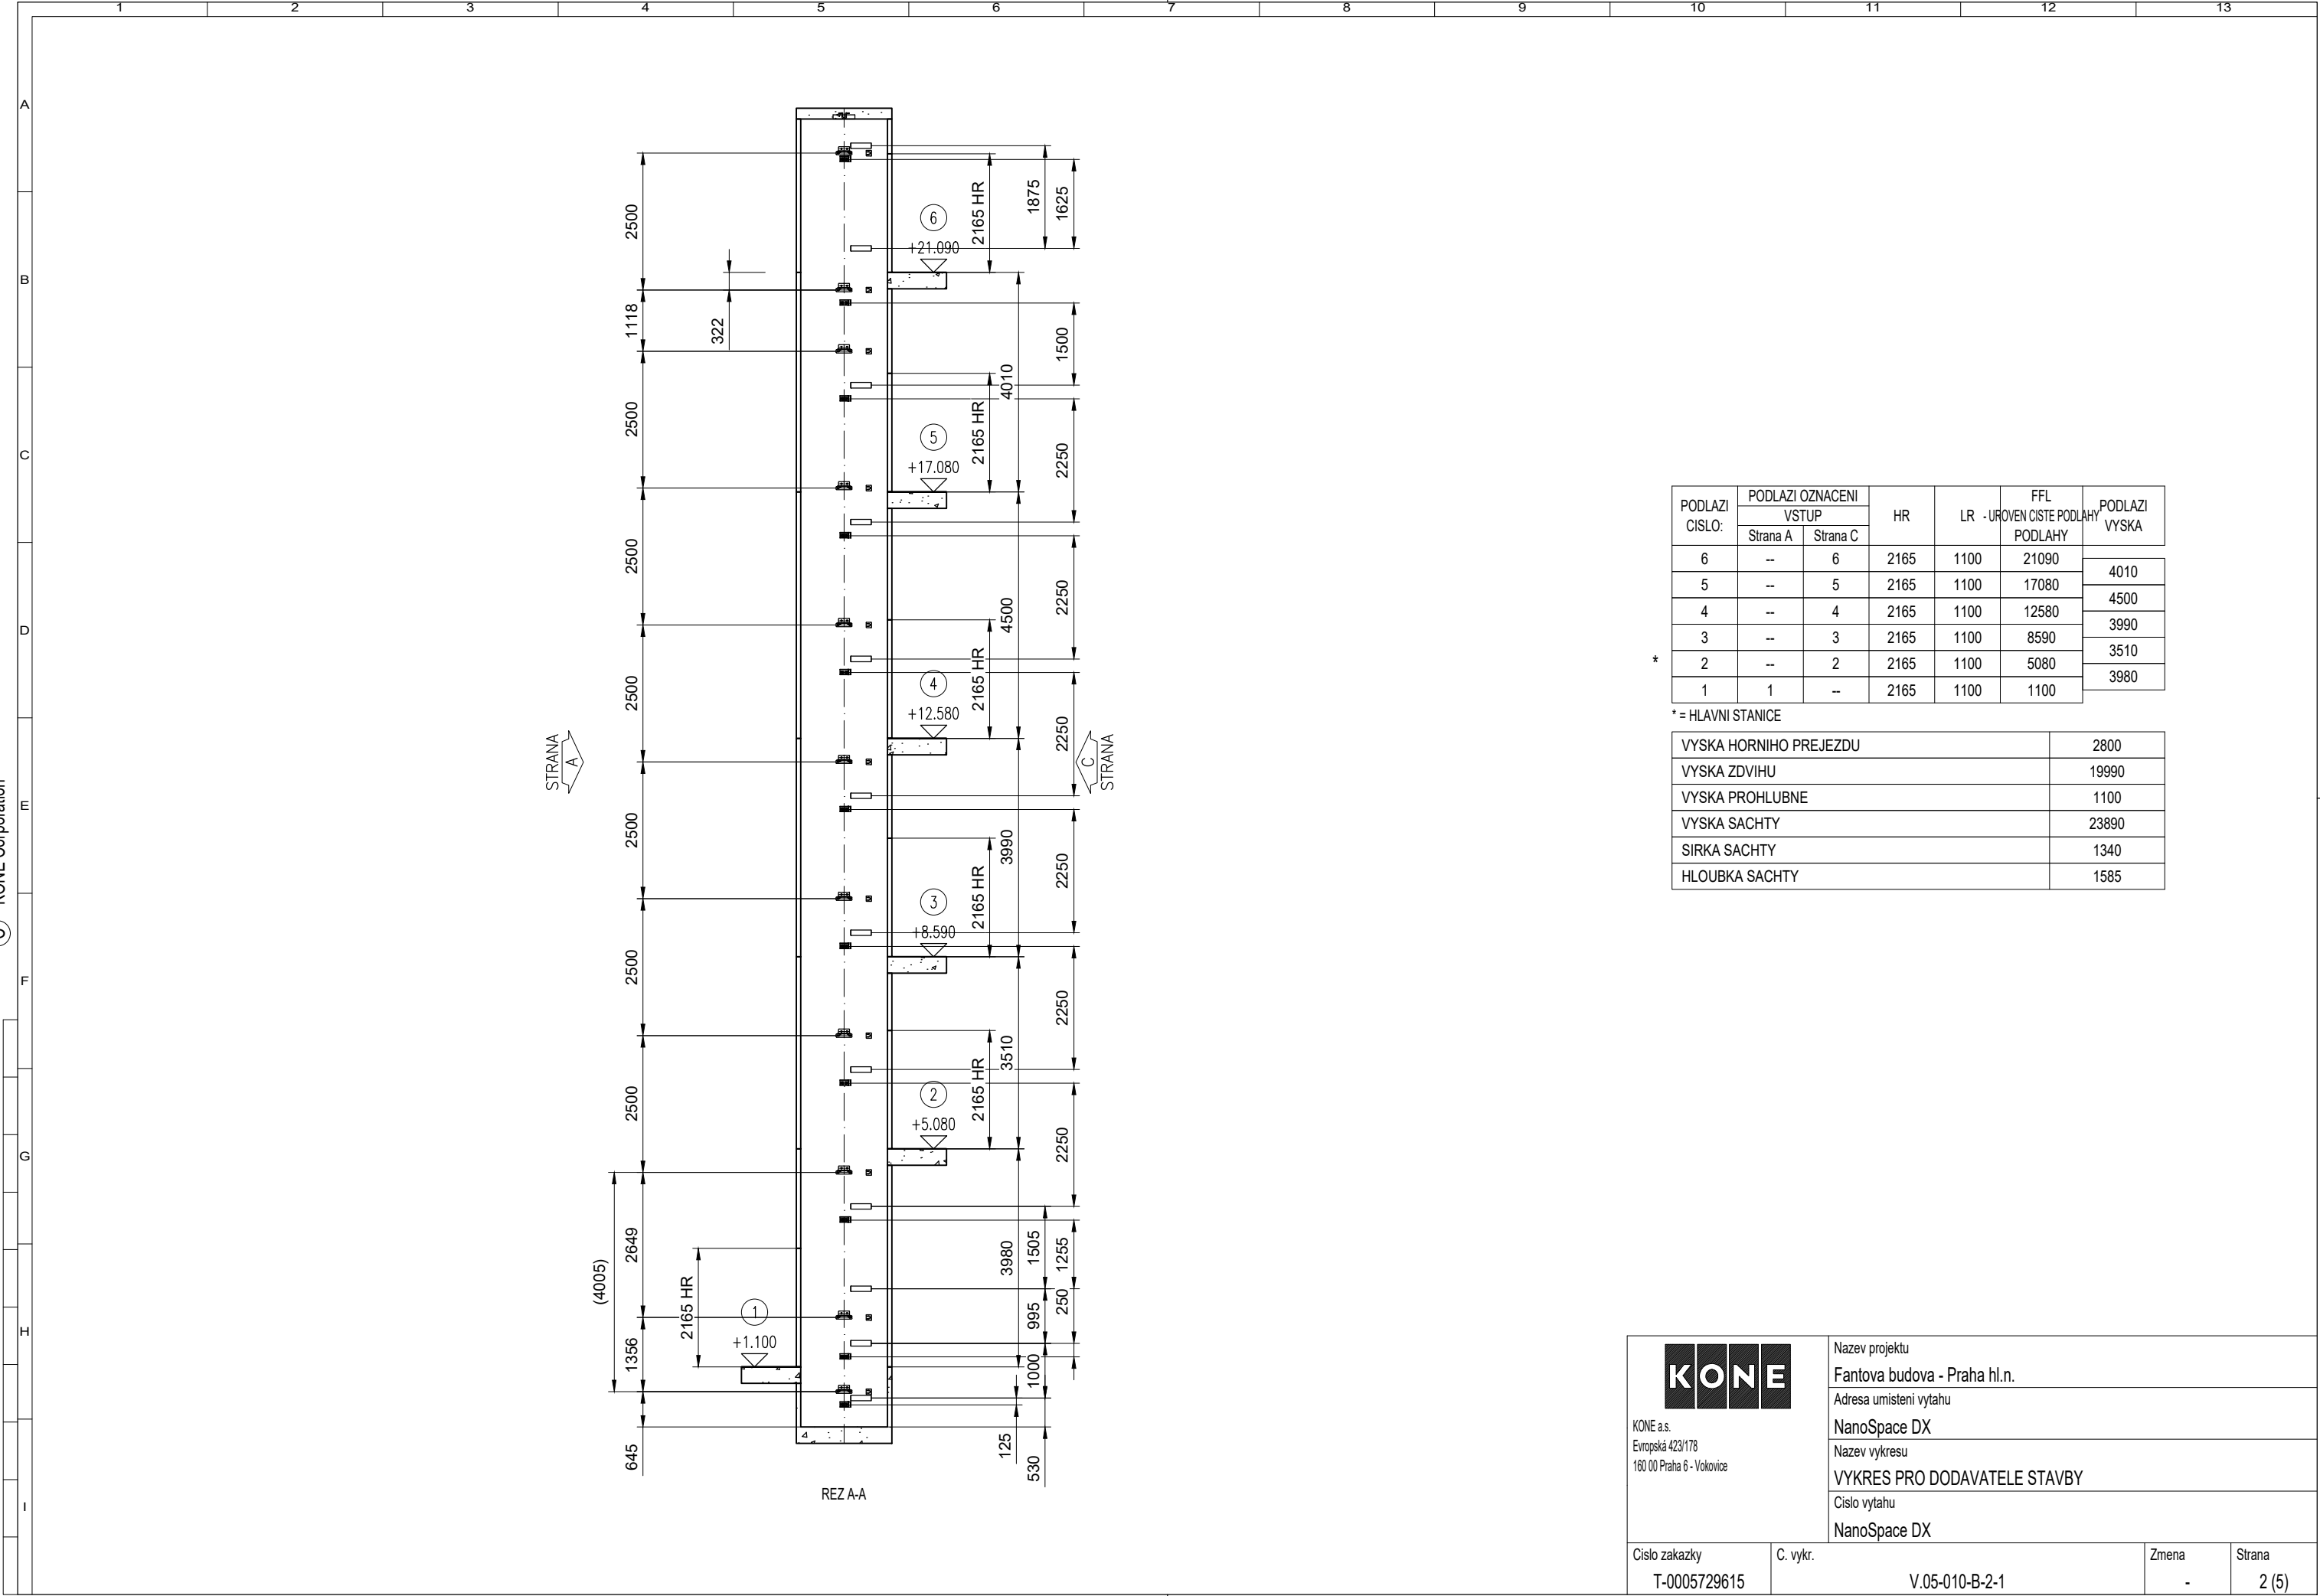 1 2 3 4 5 6 7 8 9 10 11 12 13
A
B
C
D
E
F
G
H
I
KONE Corporation
2500
1118
322
2500
2500
2500
2500
2500
2500
2649
(4005)
1356
645
2165 HR
1
+1.100
STRANA
A
6
+21.090
2165 HR
1875
1625
1500
4010
5
+17.080
2165 HR
2250
2250
4500
4
+12.580
2165 HR
2250
C
STRANA
2250
3990
3
+8.590
2165 HR
2250
3510
2
+5.080
2165 HR
2250
3980
1505
1255
995
250
1000
125
530
REZ A-A
PODLAZI CISLO:
PODLAZI OZNACENI
VSTUP
Strana A Strana C
HR
LR
FFL
- UROVEN CISTE PODLAHY
PODLAHY
PODLAZI VYSKA
6 -- 6 2165 1100 21090
4010
5 -- 5 2165 1100 17080
4500
4 -- 4 2165 1100 12580
3990
3 -- 3 2165 1100 8590
3510
* 2 -- 2 2165 1100 5080
3980
1 1 -- 2165 1100 1100
* = HLAVNI STANICE
VYSKA HORNIHO PREJEZDU 2800
VYSKA ZDVIHU 19990
VYSKA PROHLUBNE 1100
VYSKA SACHTY 23890
SIRKA SACHTY 1340
HLOUBKA SACHTY 1585
KONE
KONE a.s.
Evropská 423/178
160 00 Praha 6 - Vokovice
Nazev projektu
Fantova budova - Praha hl.n.
Adresa umisteni vytahu
NanoSpace DX
Nazev vykresu
VYKRES PRO DODAVATELE STAVBY
Cislo vytahu
NanoSpace DX
Cislo zakazky
T-0005729615
C. vykr.
V.05-010-B-2-1
Zmena
-
Strana
2 (5)